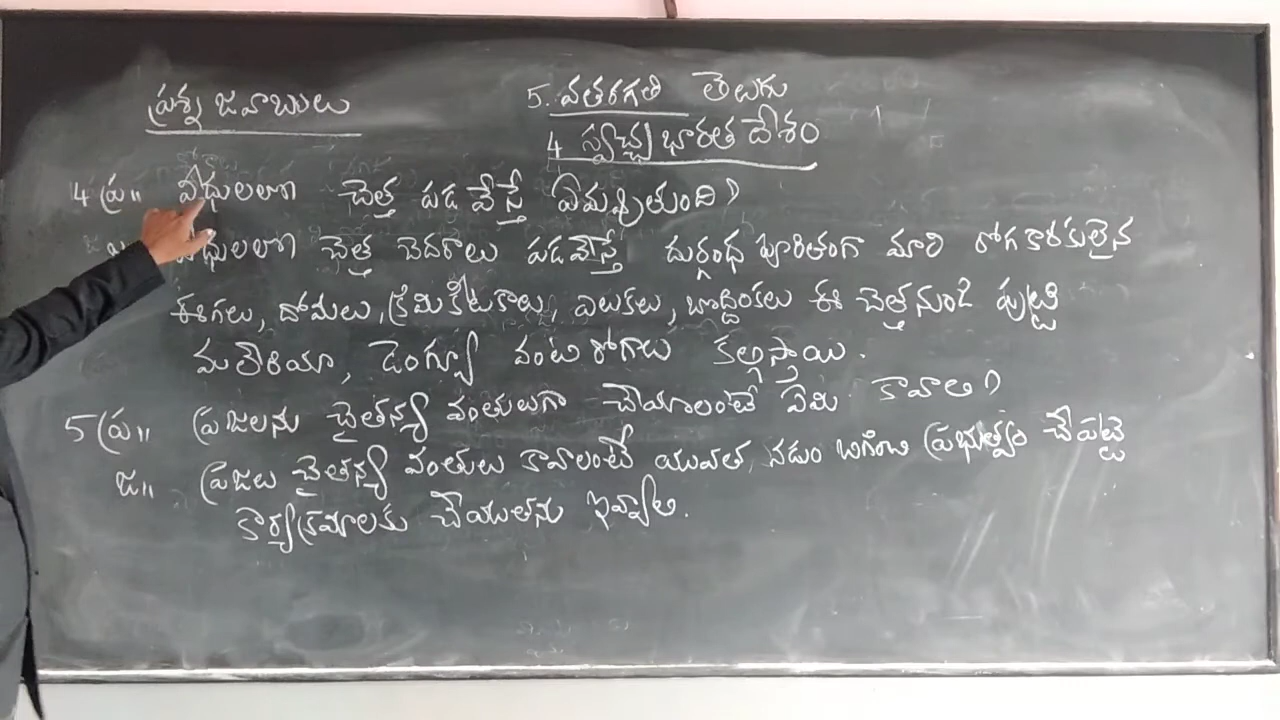 ప్రశ్న జవాబులు
5. వతరగతి తెలుగు
4 స్వచ్ఛ భారత దేశం
4 ప్ర॥ వీధులలో చెత్త పడ వేస్తే ఏమవుతుంది?
వీధులలో చెత్త చెదరాలు పడవేస్తే దుర్గంధ పూరితంగా మారి రోగకారకులైన
ఈగలు, దోమలు, క్రిమికీటకాలు, ఎలుకలు, బొద్దింకలు ఈ చెత్తనుండి పుట్టి
మలేరియా, డెంగ్యూ వంటి రోగాలు కల్గిస్తాయి.
5 ప్ర॥ ప్రజలను చైతన్య వంతులుగా చేయాలంటే ఏమి కావాలి?
జ॥ ప్రజలు చైతన్య వంతులు కావాలంటే యువత నడుం బిగించి ప్రభుత్వం చేపట్టె
కార్యక్రమాలకు చేయుతను ఇవ్వాలి.